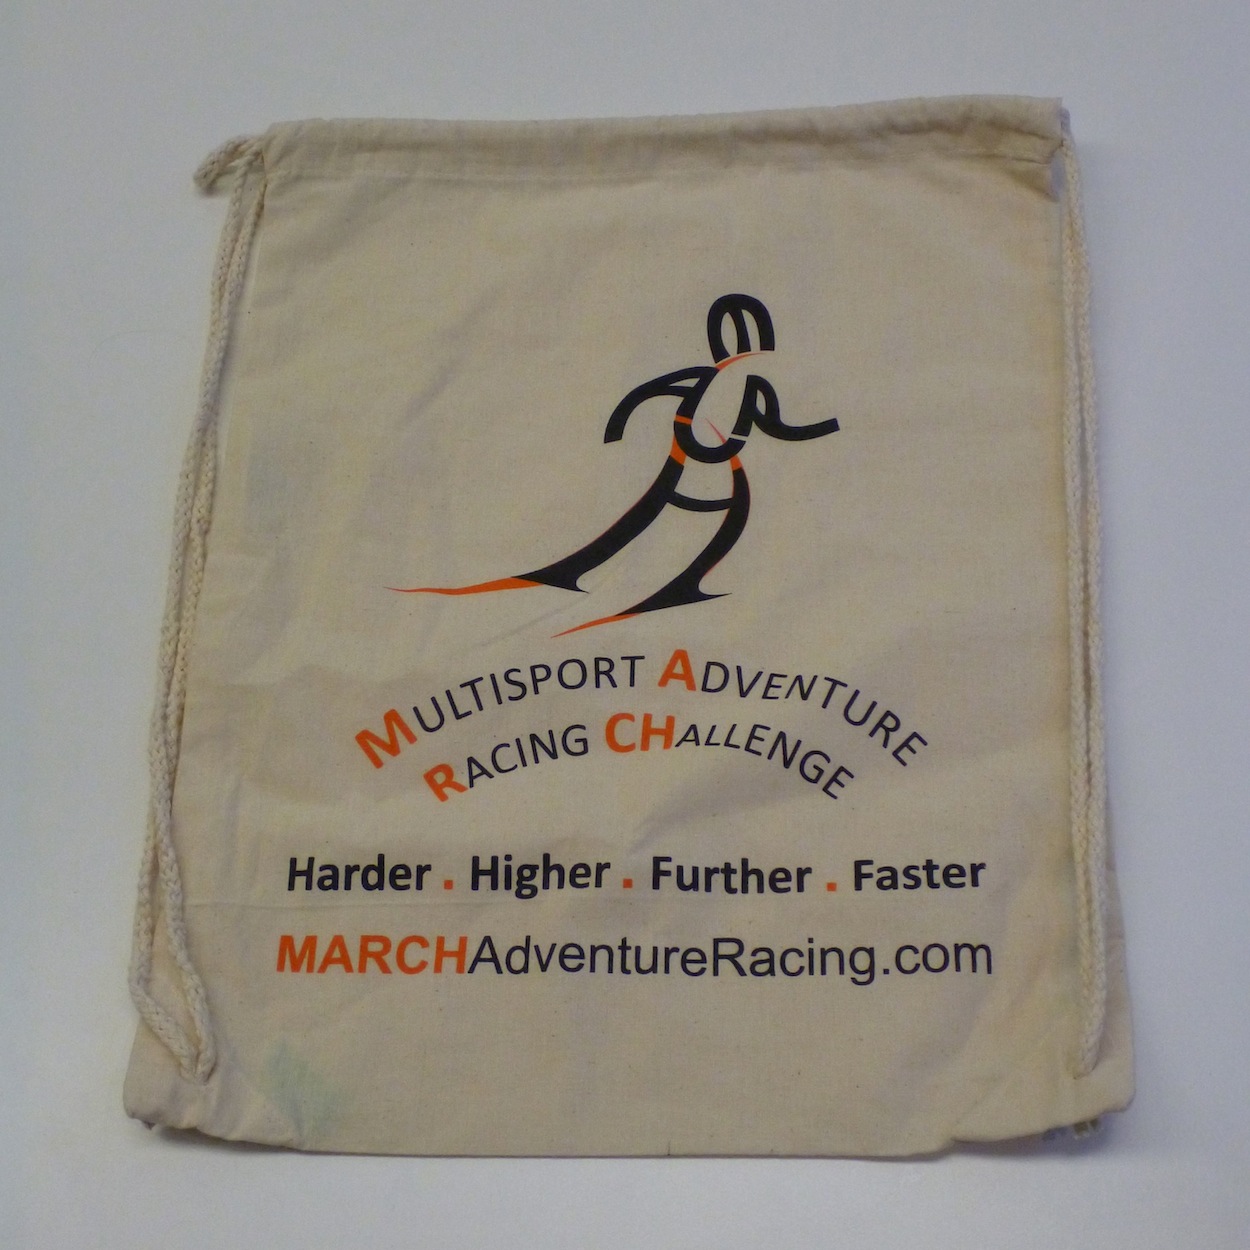 MULTISPORT ADVENTURE
RACING CHALLENGE
Harder . Higher . Further . Faster
MARCHAdventureRacing.com